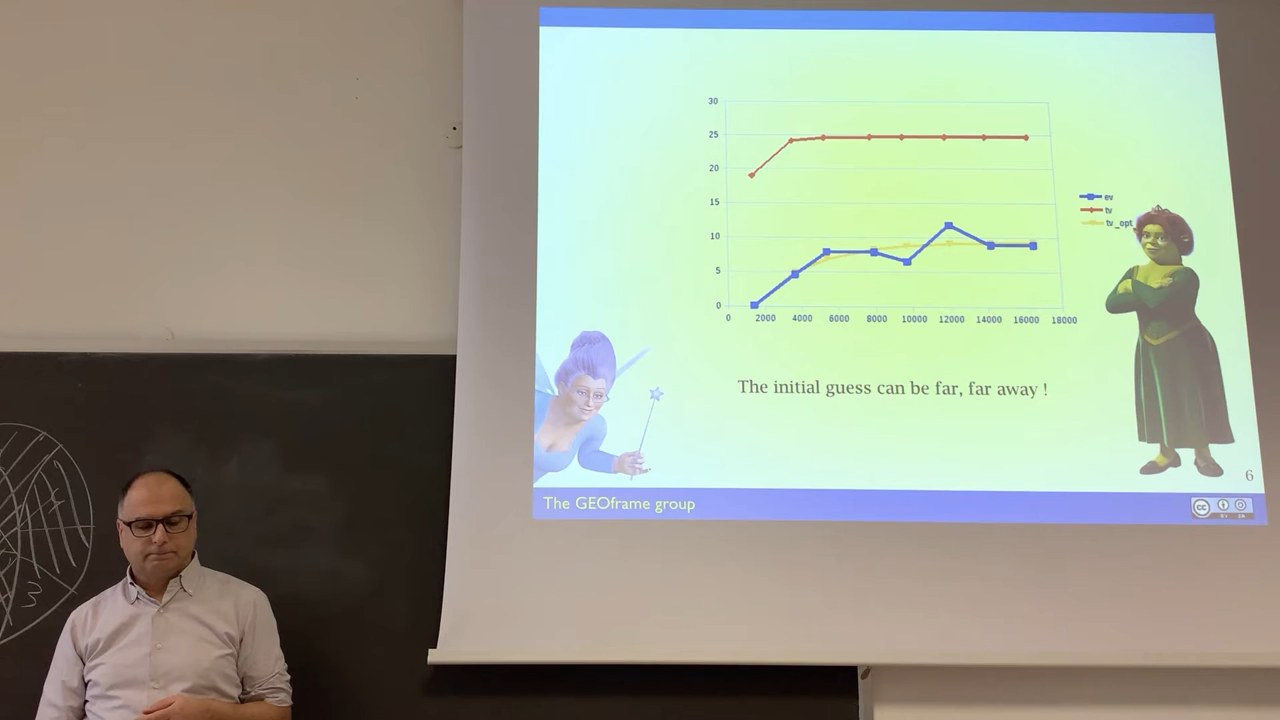 30
25
20
15
10
5
0
0 2000 4000 6000 8000 10000 12000 14000 16000 18000
ev
tv
tv_opt
The initial guess can be far, far away !
6
The GEOframe group
cc